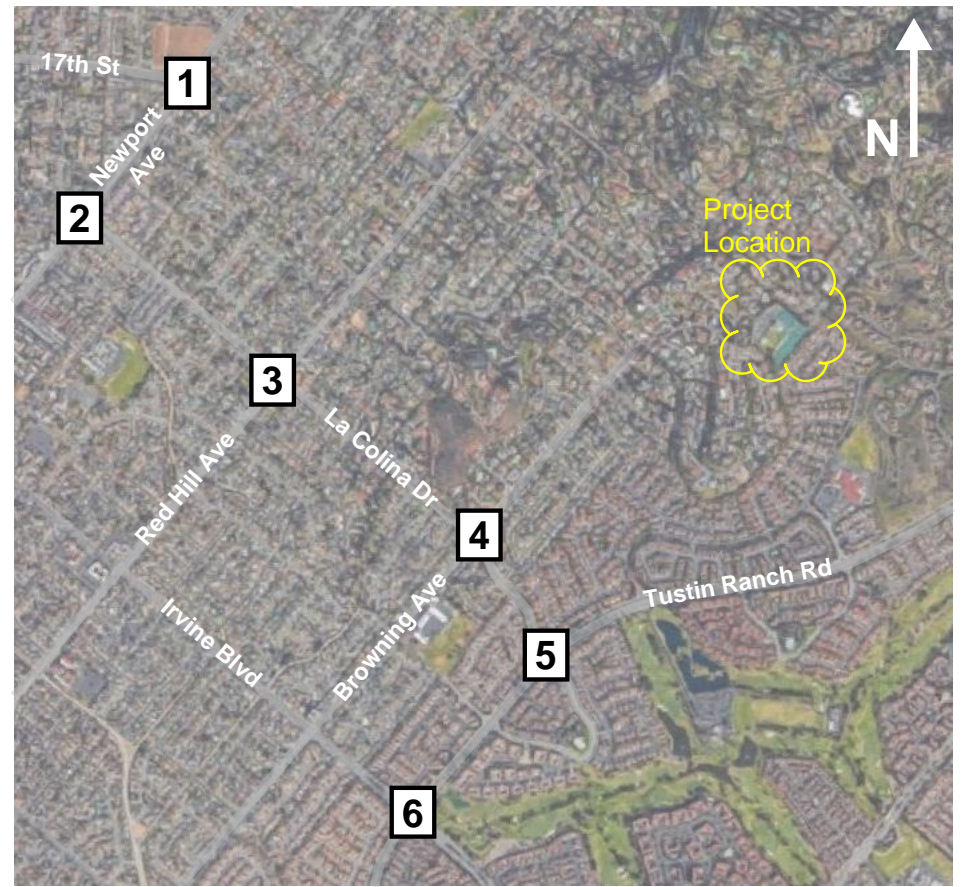 17th St
1
Newport
Ave
N
2
Project
Location
3
La Colina Dr
Red Hill Ave
4
Tustin Ranch Rd
Browning Ave
Irvine Blvd
5
6